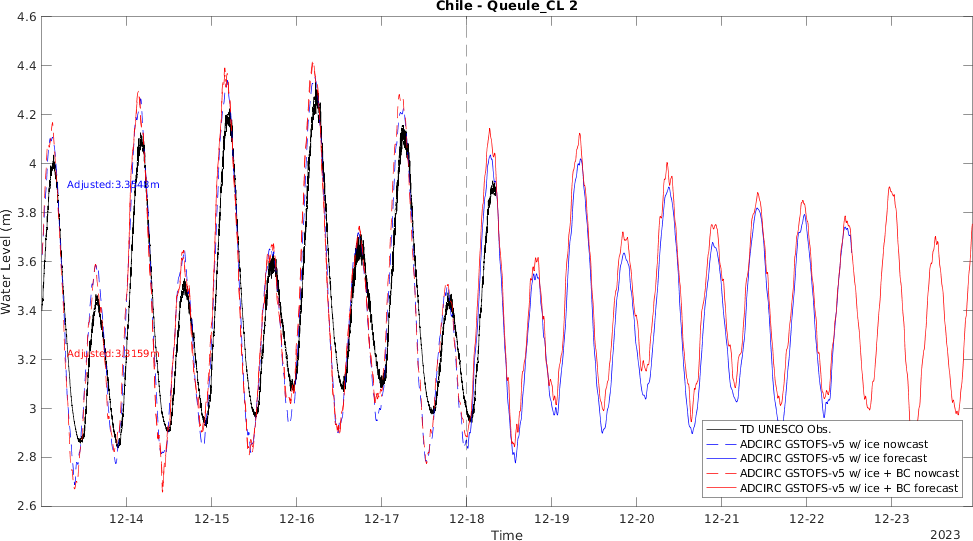 Chile - Queule_CL 2
4.6
4.4
4.2
4
3.8
3.6
3.4
3.2
3
2.8
2.6
Water Level (m)
Adjusted:3.3548m
Adjusted:3.3159m
TD UNESCO Obs.
ADCIRC GSTOFS-v5 w/ ice nowcast
ADCIRC GSTOFS-v5 w/ ice forecast
ADCIRC GSTOFS-v5 w/ ice + BC nowcast
ADCIRC GSTOFS-v5 w/ ice + BC forecast
12-14 12-15 12-16 12-17 12-18 12-19 12-20 12-21 12-22 12-23
Time
2023